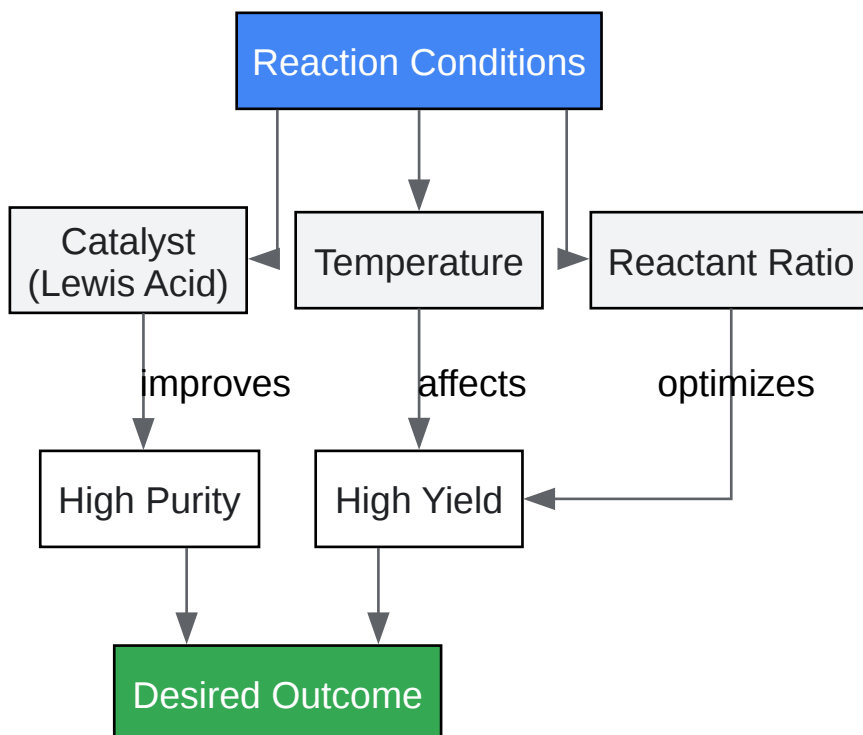 Reaction Conditions
Catalyst
(Lewis Acid)
Temperature
Reactant Ratio
improves
affects
optimizes
High Purity
High Yield
Desired Outcome